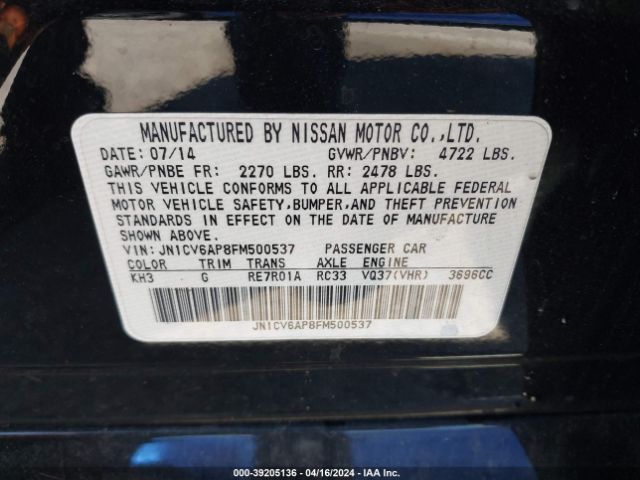 MANUFACTURED BY NISSAN MOTOR CO.,LTD.
DATE: 07/14 GVWR/PNBV: 4722 LBS.
GAWR/PNBE FR: 2270 LBS. RR: 2478 LBS.
THIS VEHICLE CONFORMS TO ALL APPLICABLE FEDERAL
MOTOR VEHICLE SAFETY,BUMPER,AND THEFT PREVENTION
STANDARDS IN EFFECT ON THE DATE OF MANUFACTURE
SHOWN ABOVE.
VIN: JN1CV6AP8FM500537 PASSENGER CAR
COLOR TRIM TRANS AXLE ENGINE
KH3 G RE7R01A RC33 VQ37(VHR) 3696CC
JN1CV6AP8FM500537
000-39205136 - 04/16/2024 - IAA Inc.